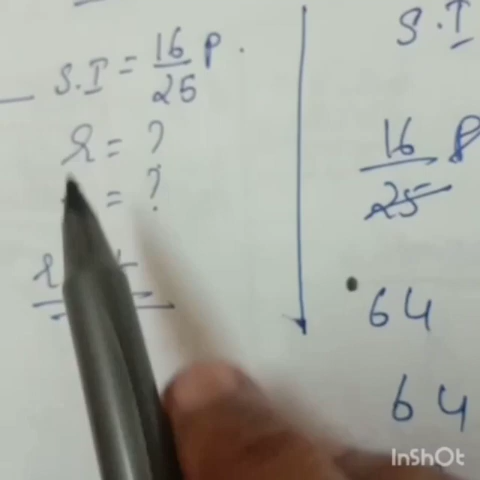 S.I = 16/25 P.
r = ?
= ?
r
S.I
16/25 P
64
64
InShOt